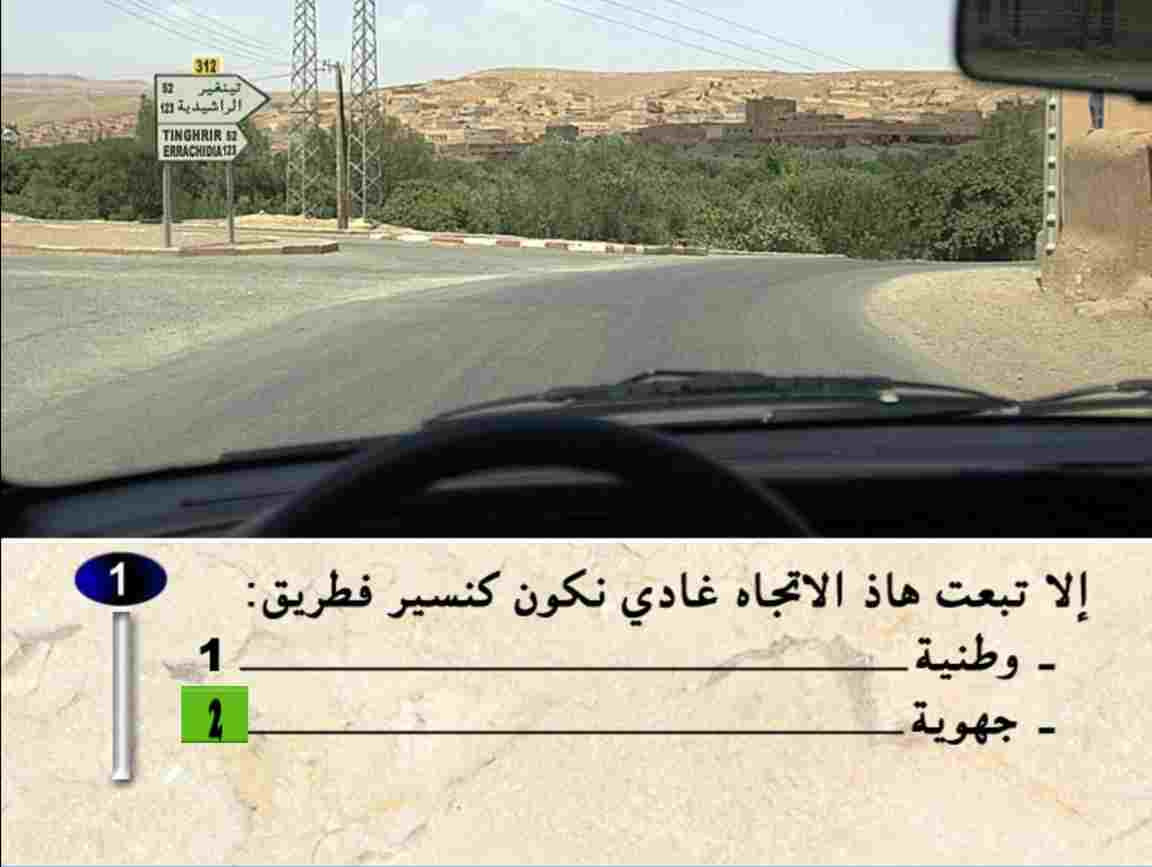 312
تينغير 52
الراشيدية 123
TINGHRIR 52
ERRACHIDIA 123
1
إلا تبعت هاذ الاتجاه غادي نكون كنسير فطريق:
- وطنية 1
- جهوية 2